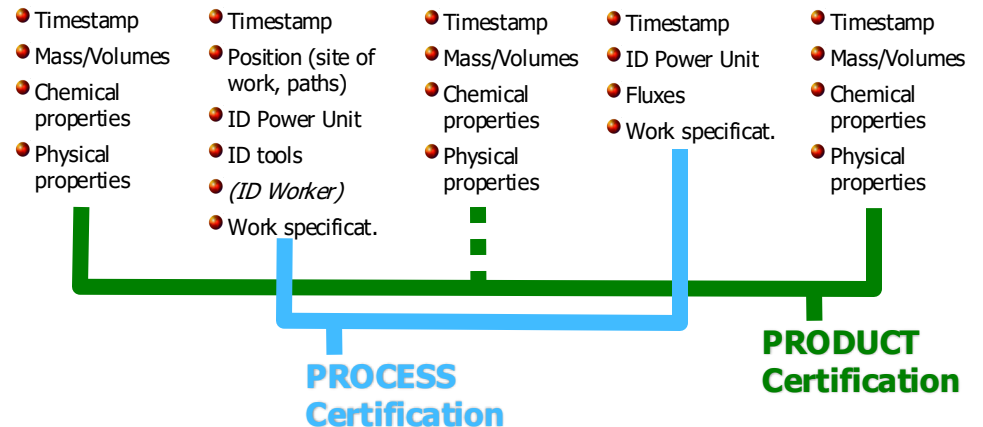 Timestamp
Mass/Volumes
Chemical
properties
Physical
properties
Timestamp
Position (site of
work, paths)
ID Power Unit
ID tools
(ID Worker)
Work specificat.
Timestamp
Mass/Volumes
Chemical
properties
Physical
properties
Timestamp
ID Power Unit
Fluxes
Work specificat.
Timestamp
Mass/Volumes
Chemical
properties
Physical
properties
PROCESS
Certification
PRODUCT
Certification